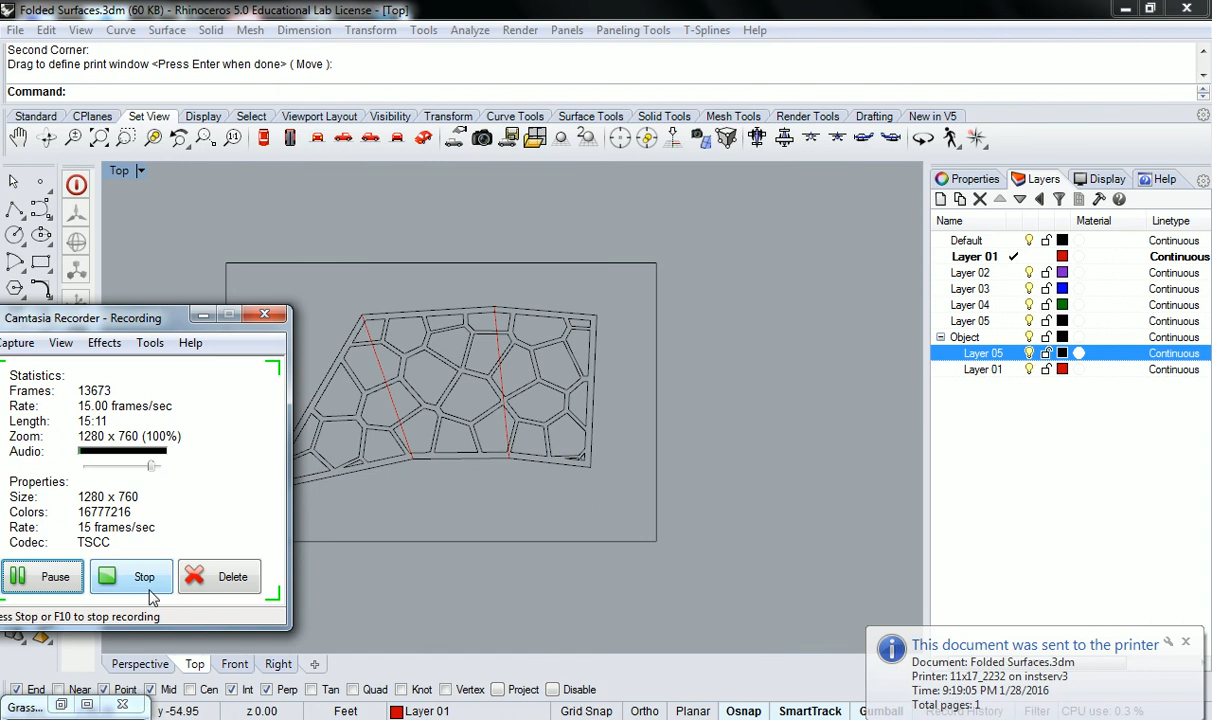 Folded Surfaces.3dm (60 KB) - Rhinoceros 5.0 Educational Lab License - [Top]
File Edit View Curve Surface Solid Mesh Dimension Transform Tools Analyze Render Panels Paneling Tools T-Splines Help
Second Corner:
Drag to define print window <Press Enter when done> ( Move ):
Command:
Standard CPlanes Set View Display Select Viewport Layout Visibility Transform Curve Tools Surface Tools Solid Tools Mesh Tools Render Tools Drafting New in V5
Top
Properties Layers Display Help
Name Material Linetype
Default Continuous
Layer 01 Continuous
Layer 02 Continuous
Layer 03 Continuous
Layer 04 Continuous
Layer 05 Continuous
Object Continuous
Layer 05 Continuous
Layer 01 Continuous
Camtasia Recorder - Recording
Capture View Effects Tools Help
Statistics:
Frames: 13673
Rate: 15.00 frames/sec
Length: 15:11
Zoom: 1280 x 760 (100%)
Audio:
Properties:
Size: 1280 x 760
Colors: 16777216
Rate: 15 frames/sec
Codec: TSCC
Pause Stop Delete
ess Stop or F10 to stop recording
This document was sent to the printer
Document: Folded Surfaces.3dm
Printer: 11x17_2232 on instserv3
Time: 9:19:05 PM 1/28/2016
Total pages: 1
Perspective Top Front Right
End Near Point Mid Cen Int Perp Tan Quad Knot Vertex Project Disable
Grass...
y -54.95 z 0.00 Feet Layer 01 Grid Snap Ortho Planar Osnap SmartTrack Gumball Record History Filter CPU use: 0.3 %